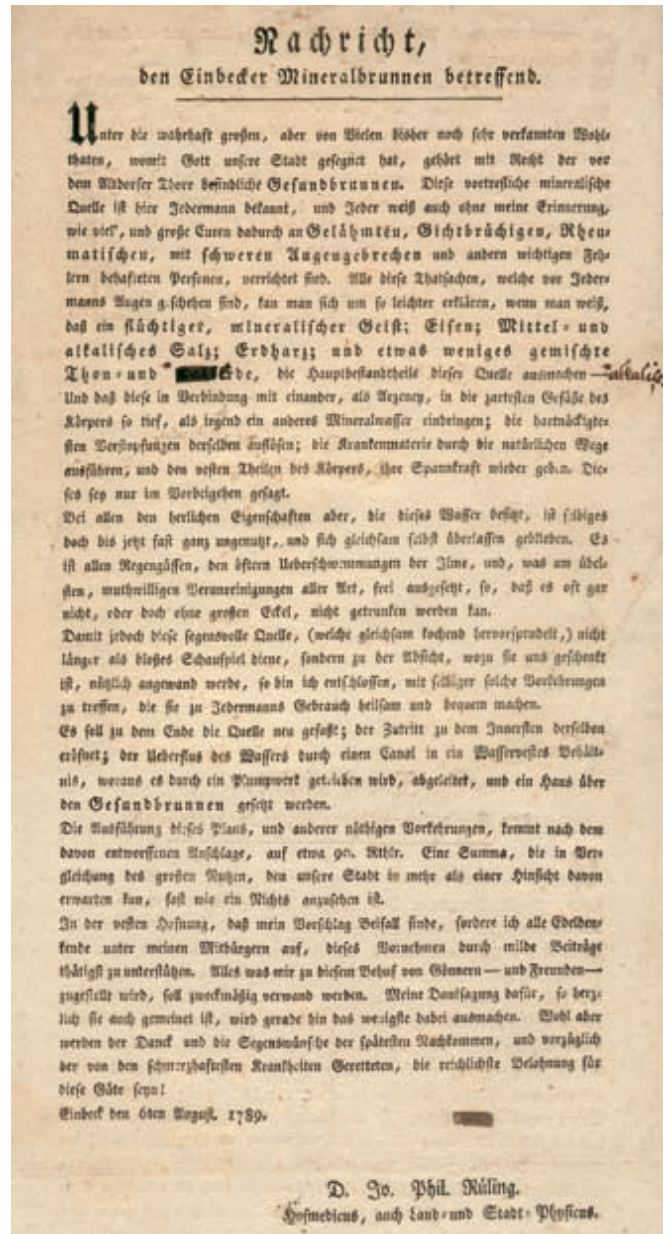 Nachricht,
den Einbecker Mineralbrunnen betreffend.
Unter die wahrhaft großen, aber von Vielen bisher noch sehr verkannten Wohl-
thaten, womit Gott unsere Stadt gesegnet hat, gehört mit Recht der vor
dem Altdorfer Thore befindliche Gesundbrunnen. Diese vortrefliche mineralische
Quelle ist hier Jedermann bekannt, und Jeder weiß auch ohne meine Erinnerung,
wie viel', und große Curen dadurch an Gelähmten, Gichtbrüchigen, Rheu-
matischen, mit schweren Augengebrechen und andern wichtigen Feh-
lern behafteten Personen, verrichtet sind. Alle diese Thatsachen, welche vor Jeder-
manns Augen geschehen sind, kan man sich um so leichter erklären, wenn man weiß,
daß ein flüchtiger, mineralischer Geist; Eisen; Mittel- und
alkalisches Salz; Erdharz; und etwas weniges gemischte
Thon- und de, die Hauptbestandtheile dieser Quelle ausmachen —
Und daß diese in Verbindung mit einander, als Arzeney, in die zartesten Gefäße des
Körpers so tief, als irgend ein anderes Mineralwasser eindringen; die hartnäckigte-
sten Verstopfungen derselben auflösen; die Krankenmaterie durch die natürlichen Wege
ausführen, und den vesten Theilen des Körpers, ihre Spannkraft wieder geben. Die-
ses sey nur im Vorbeigehen gesagt.
Bei allen den herlichen Eigenschaften aber, die dieses Wasser besitzt, ist selbiges
doch bis jetzt fast ganz ungenutzt, und sich gleichsam selbst überlassen geblieben. Es
ist allen Regengüssen, den öftern Ueberschwemmungen der Ilme, und, was am übel-
sten, muthwilligen Verunreinigungen aller Art, frei ausgesetzt, so, daß es oft gar
nicht, oder doch ohne großen Eckel, nicht getrunken werden kan.
Damit jedoch diese segensvolle Quelle, (welche gleichsam kochend hervorsprudelt,) nicht
länger als bloßes Schauspiel diene, sondern zu der Absicht, wozu sie uns geschenkt
ist, nützlich angewand werde, so bin ich entschlossen, mit selbiger solche Vorkehrungen
zu treffen, die sie zu Jedermanns Gebrauch heilsam und bequem machen.
Es soll zu dem Ende die Quelle neu gefaßt; der Zutritt zu dem Innersten derselben
eröfnet; der Ueberflus des Wassers durch einen Canal in ein Wasservestes Behält-
nis, woraus es durch ein Plumpwerk getrieben wird, abgeleitet, und ein Haus über
den Gesundbrunnen gesetzt werden.
Die Ausführung dieses Plans, und anderer nöthigen Vorkehrungen, kommt nach dem
davon entworffenen Anschlage, auf etwa 90. Rthlr. Eine Summa, die in Ver-
gleichung des großen Nutzen, den unsere Stadt in mehr als einer Hinsicht davon
erwarten kan, fast wie ein Nichts anzusehen ist.
In der vesten Hofnung, daß mein Vorschlag Beifall finde, fordere ich alle Edelden-
kende unter meinen Mitbürgern auf, dieses Vornehmen durch milde Beiträge
thätigst zu unterstützen. Alles was mir zu diesem Behuf von Gönnern — und Freunden —
zugestellt wird, soll zweckmäßig verwand werden. Meine Danksagung dafür, so herz-
lich sie auch gemeinet ist, wird gerade hin das wenigste dabei ausmachen. Wohl aber
werden der Danck und die Segenswünsche der spätesten Nachkommen, und vorzüglich
der von den schmerzhaftesten Krankheiten Geretteten, die reichlichste Belohnung für
diese Güte seyn!
Einbeck den 6ten August. 1789.
D. Jo. Phil. Rüling.
Hofmedicus, auch Land- und Stadt-Physicus.